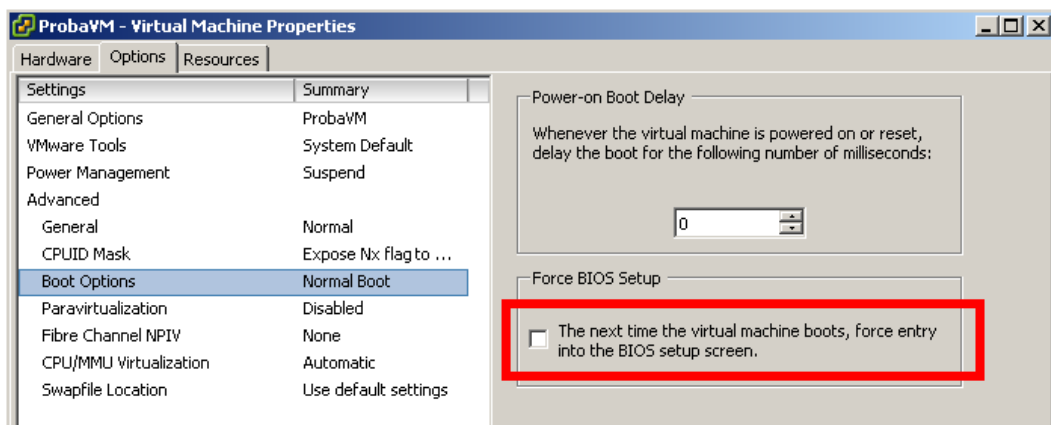 ProbaVM - Virtual Machine Properties
Hardware Options Resources
Settings Summary
General Options ProbaVM
VMware Tools System Default
Power Management Suspend
Advanced
General Normal
CPUID Mask Expose Nx flag to ...
Boot Options Normal Boot
Paravirtualization Disabled
Fibre Channel NPIV None
CPU/MMU Virtualization Automatic
Swapfile Location Use default settings
Power-on Boot Delay
Whenever the virtual machine is powered on or reset,
delay the boot for the following number of milliseconds:
0
Force BIOS Setup
The next time the virtual machine boots, force entry
into the BIOS setup screen.